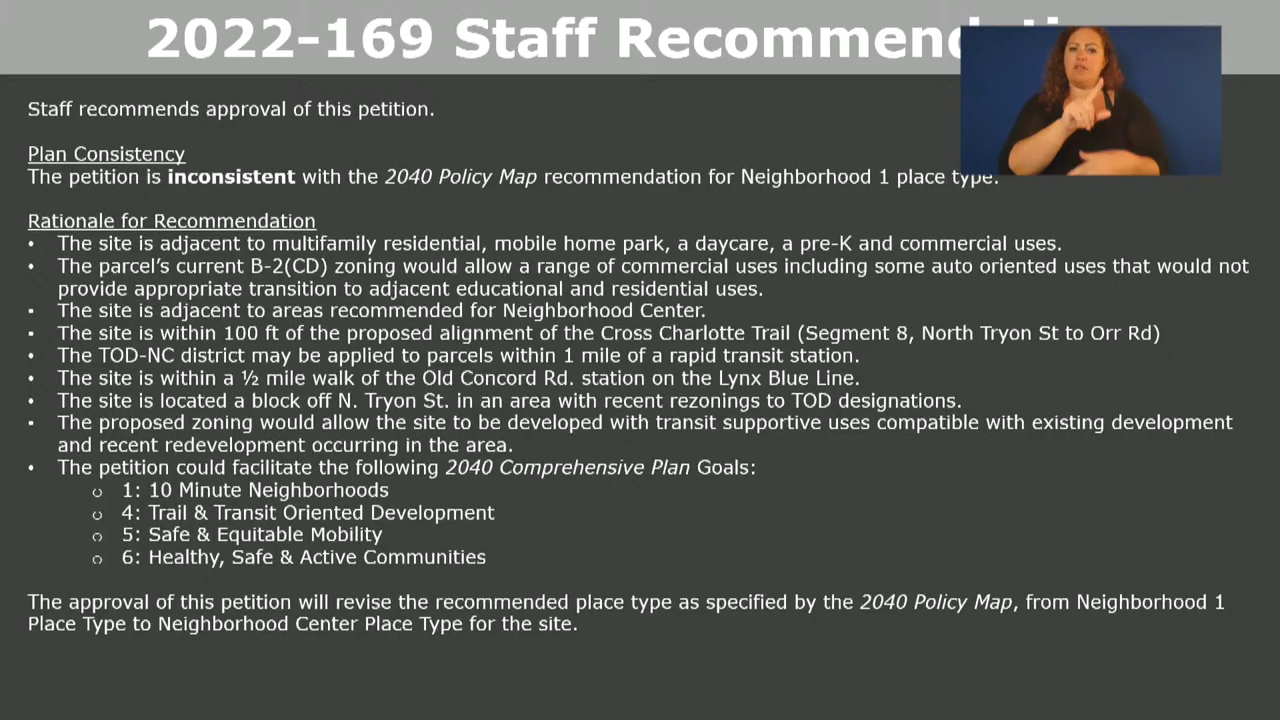 2022-169 Staff Recommendati
Staff recommends approval of this petition.
Plan Consistency
The petition is inconsistent with the 2040 Policy Map recommendation for Neighborhood 1 place type.
Rationale for Recommendation
• The site is adjacent to multifamily residential, mobile home park, a daycare, a pre-K and commercial uses.
• The parcel’s current B-2(CD) zoning would allow a range of commercial uses including some auto oriented uses that would not
provide appropriate transition to adjacent educational and residential uses.
• The site is adjacent to areas recommended for Neighborhood Center.
• The site is within 100 ft of the proposed alignment of the Cross Charlotte Trail (Segment 8, North Tryon St to Orr Rd)
• The TOD-NC district may be applied to parcels within 1 mile of a rapid transit station.
• The site is within a ½ mile walk of the Old Concord Rd. station on the Lynx Blue Line.
• The site is located a block off N. Tryon St. in an area with recent rezonings to TOD designations.
• The proposed zoning would allow the site to be developed with transit supportive uses compatible with existing development
and recent redevelopment occurring in the area.
• The petition could facilitate the following 2040 Comprehensive Plan Goals:
o 1: 10 Minute Neighborhoods
o 4: Trail & Transit Oriented Development
o 5: Safe & Equitable Mobility
o 6: Healthy, Safe & Active Communities
The approval of this petition will revise the recommended place type as specified by the 2040 Policy Map, from Neighborhood 1
Place Type to Neighborhood Center Place Type for the site.